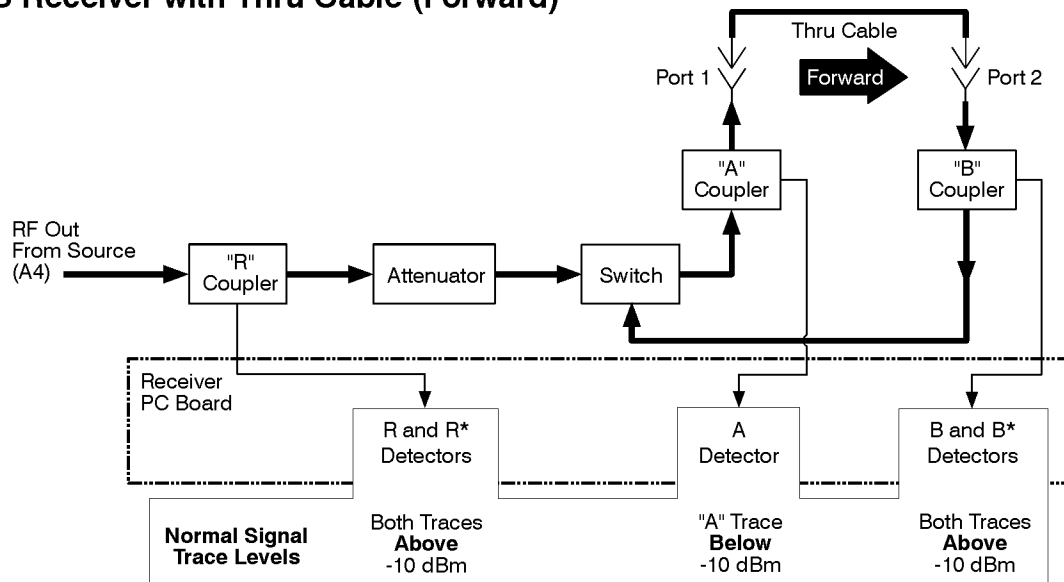 Receiver with Thru Cable (Forward)
Thru Cable
Port 1
Forward
Port 2
"A"
Coupler
"B"
Coupler
RF Out
From Source
(A4)
"R"
Coupler
Attenuator
Switch
Receiver
PC Board
R and R*
Detectors
A
Detector
B and B*
Detectors
Normal Signal
Trace Levels
Both Traces
Above
-10 dBm
"A" Trace
Below
-10 dBm
Both Traces
Above
-10 dBm